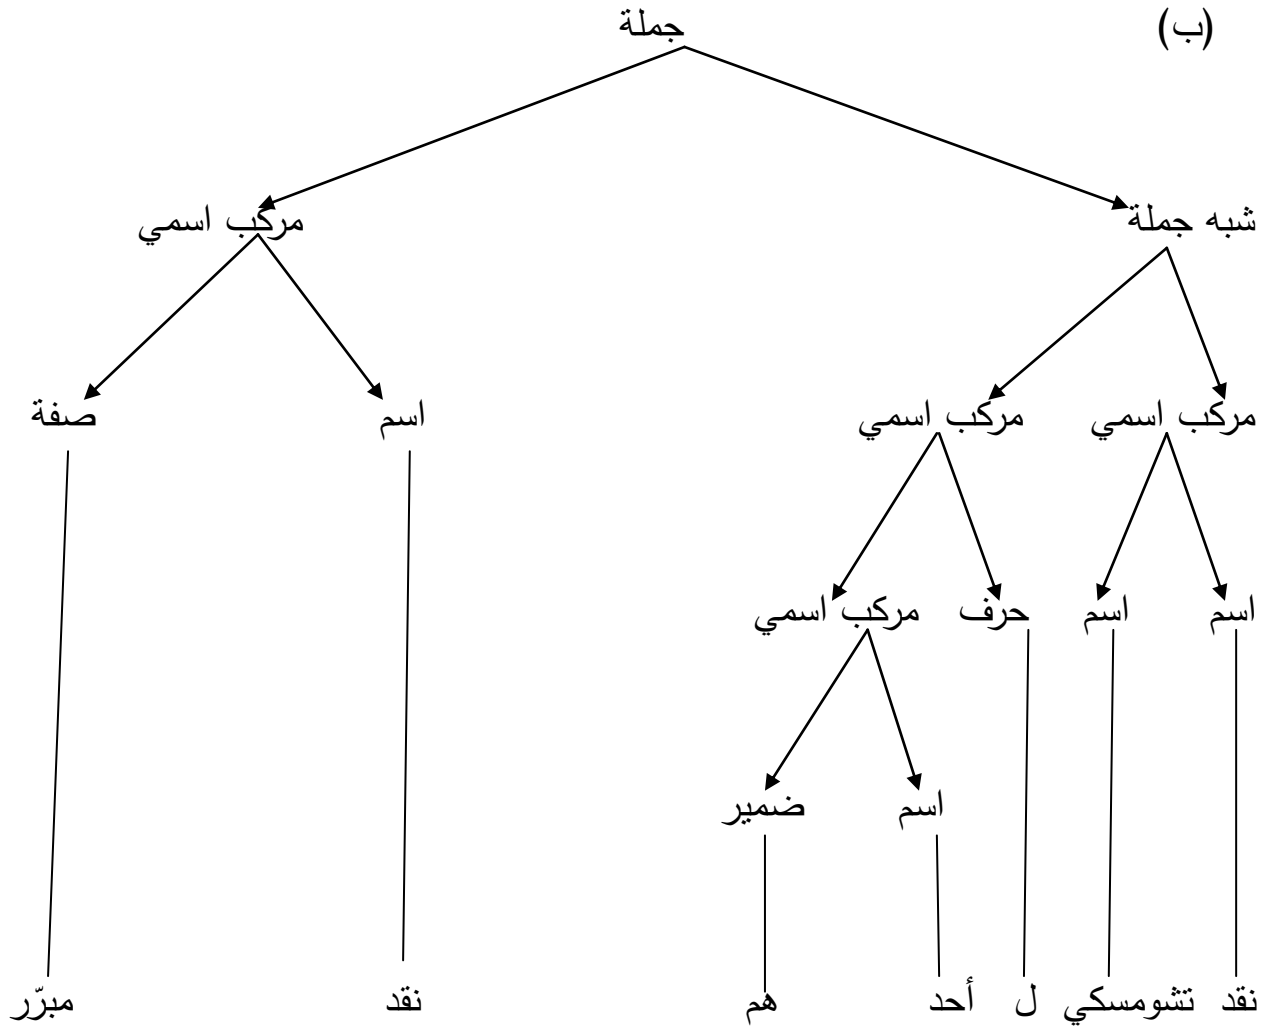 (ب) جملة
شبه جملة مركب اسمي
مركب اسمي مركب اسمي اسم صفة
اسم اسم حرف مركب اسمي
اسم ضمير
نقد تشومسكي ل أحد هم نقد مبرّر